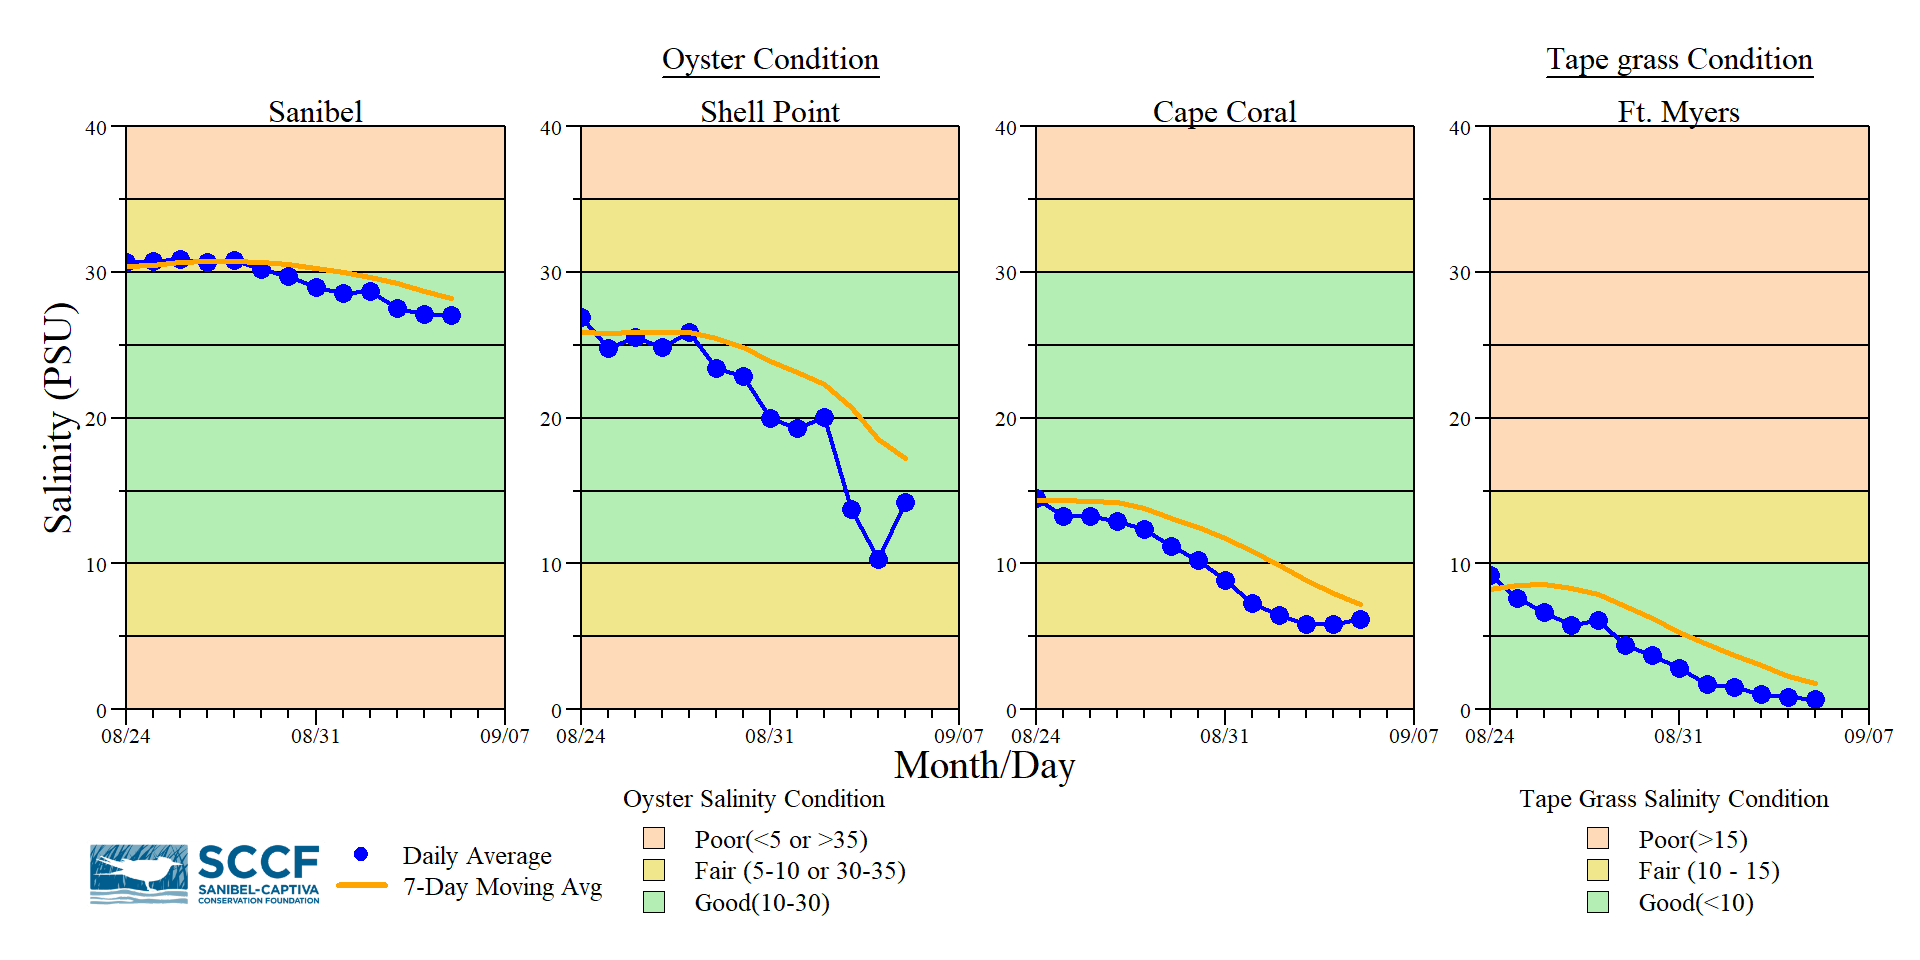 Oyster Condition
Tape grass Condition
Sanibel
Shell Point
Cape Coral
Ft. Myers
Salinity (PSU)
40
30
20
10
0
08/24
08/31
09/07
40
30
20
10
0
08/24
08/31
09/07
40
30
20
10
0
08/24
08/31
09/07
40
30
20
10
0
08/24
08/31
09/07
Month/Day
SCCF
SANIBEL-CAPTIVA
CONSERVATION FOUNDATION
Daily Average
7-Day Moving Avg
Oyster Salinity Condition
Poor(<5 or >35)
Fair (5-10 or 30-35)
Good(10-30)
Tape Grass Salinity Condition
Poor(>15)
Fair (10 - 15)
Good(<10)